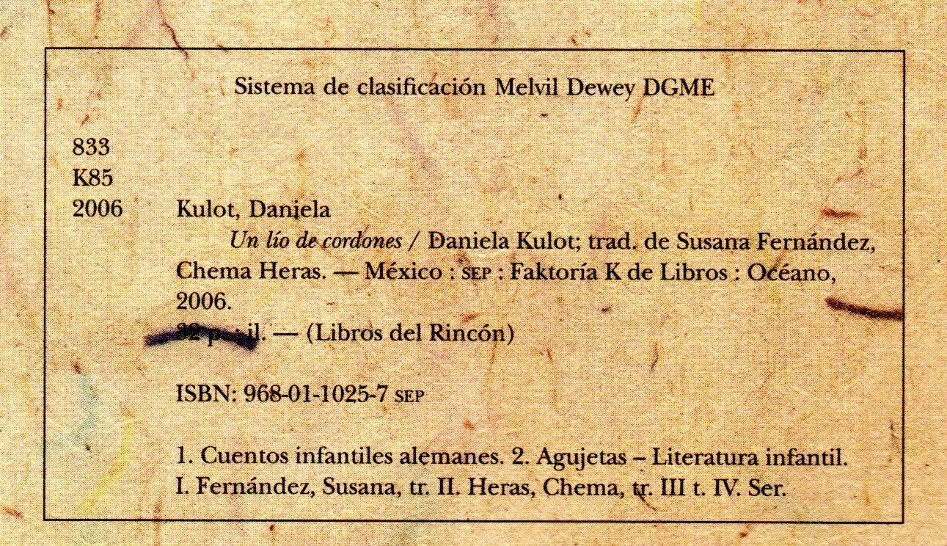 Sistema de clasificación Melvil Dewey DGME
833
K85
2006 Kulot, Daniela
Un lío de cordones / Daniela Kulot; trad. de Susana Fernández,
Chema Heras. — México : SEP : Faktoría K de Libros : Océano,
2006.
32 p. : il. — (Libros del Rincón)
ISBN: 968-01-1025-7 SEP
1. Cuentos infantiles alemanes. 2. Agujetas – Literatura infantil.
I. Fernández, Susana, tr. II. Heras, Chema, tr. III t. IV. Ser.